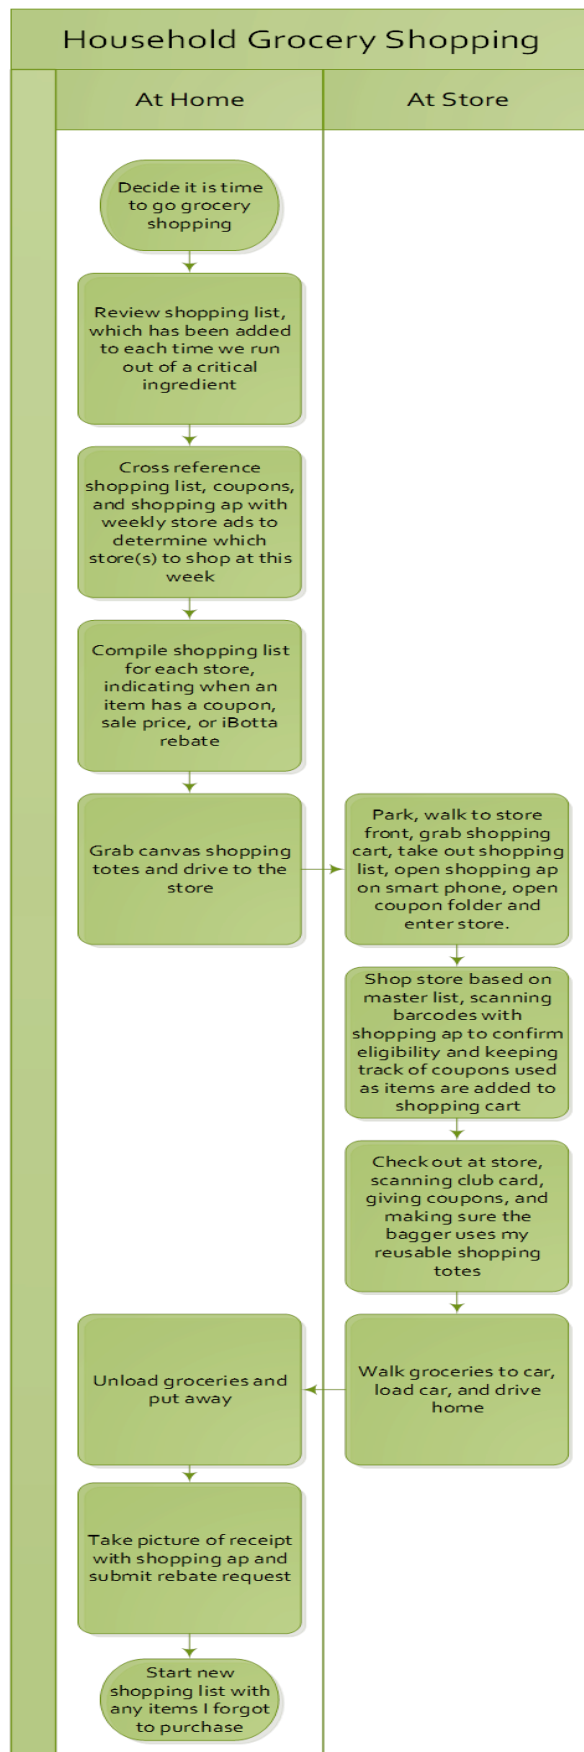 Household Grocery Shopping
At Home
At Store
Decide it is time
to go grocery
shopping
Review shopping list,
which has been added
to each time we run
out of a critical
ingredient
Cross reference
shopping list, coupons,
and shopping ap with
weekly store ads to
determine which
store(s) to shop at this
week
Compile shopping list
for each store,
indicating when an
item has a coupon,
sale price, or iBotta
rebate
Grab canvas shopping
totes and drive to the
store
Park, walk to store
front, grab shopping
cart, take out shopping
list, open shopping ap
on smart phone, open
coupon folder and
enter store.
Shop store based on
master list, scanning
barcodes with
shopping ap to confirm
eligibility and keeping
track of coupons used
as items are added to
shopping cart
Check out at store,
scanning club card,
giving coupons, and
making sure the
bagger uses my
reusable shopping
totes
Walk groceries to car,
load car, and drive
home
Unload groceries and
put away
Take picture of receipt
with shopping ap and
submit rebate request
Start new
shopping list with
any items I forgot
to purchase